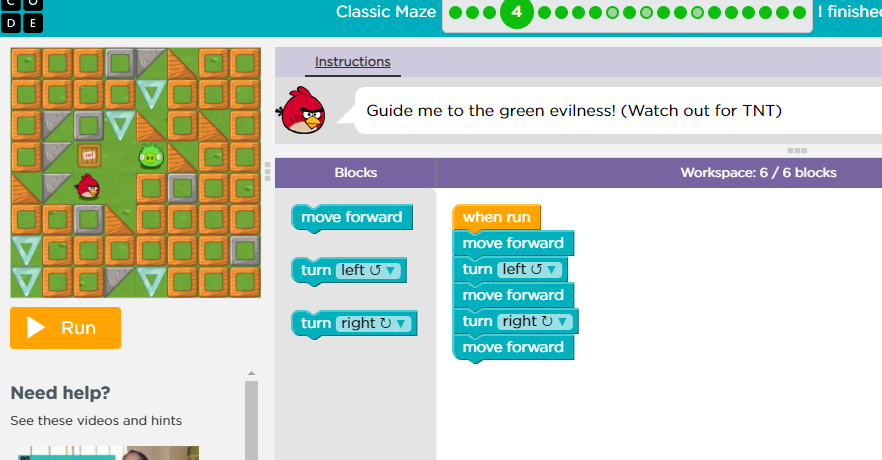 C O
D E
Classic Maze
4
I finished
Instructions
Guide me to the green evilness! (Watch out for TNT)
Blocks
Workspace: 6 / 6 blocks
TNT
move forward
turn left ↺ ▼
turn right ↻ ▼
when run
move forward
turn left ↺ ▼
move forward
turn right ↻ ▼
move forward
Run
Need help?
See these videos and hints